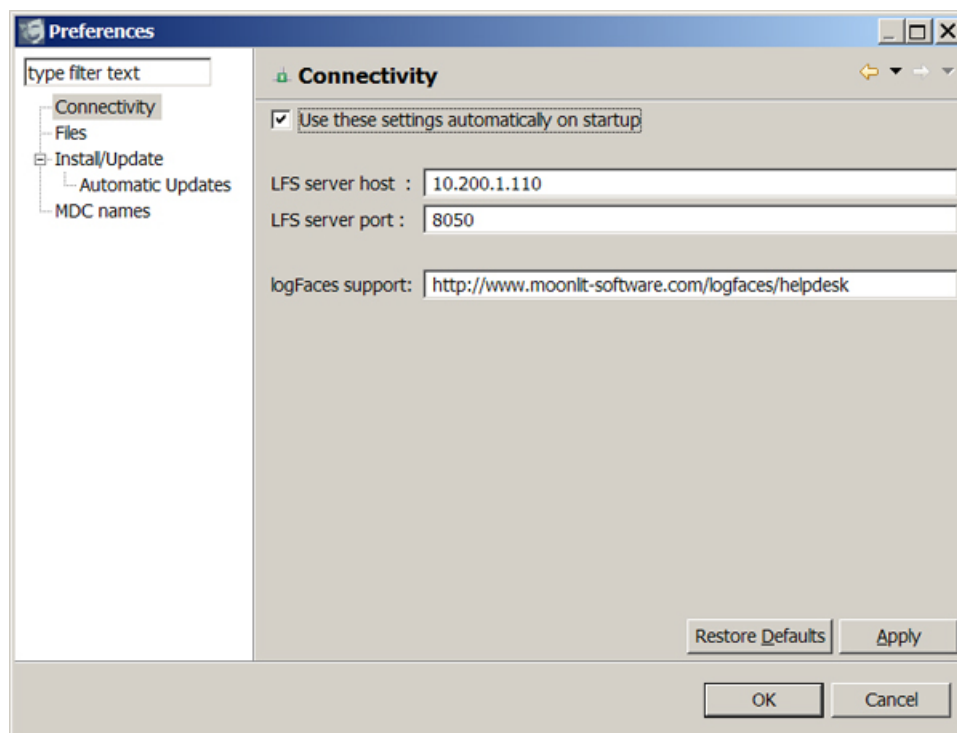 Preferences
type filter text
Connectivity
Files
Install/Update
Automatic Updates
MDC names
Connectivity
Use these settings automatically on startup
LFS server host : 10.200.1.110
LFS server port : 8050
logFaces support: http://www.moonlit-software.com/logfaces/helpdesk
Restore Defaults Apply
OK Cancel